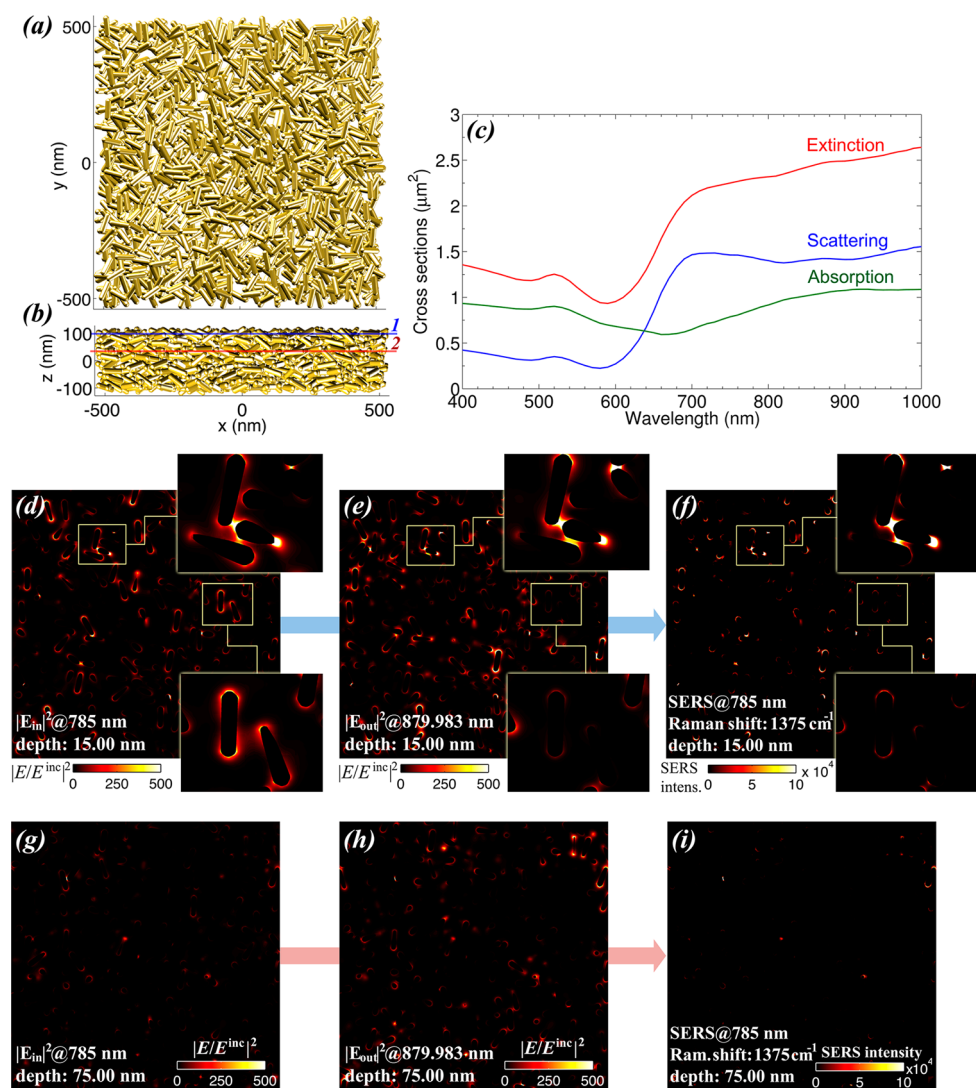 (a)
500
0
-500
y (nm)
(b)
100
0
-100
z (nm)
1
2
-500
0
500
x (nm)
(c)
3
2.5
2
1.5
1
0.5
0
Cross sections (μm²)
Extinction
Scattering
Absorption
400
500
600
700
800
900
1000
Wavelength (nm)
(d)
|E_in|²@785 nm
depth: 15.00 nm
|E/E^inc|²
0
250
500
(e)
|E_out|²@879.983 nm
depth: 15.00 nm
|E/E^inc|²
0
250
500
(f)
SERS@785 nm
Raman shift: 1375 cm⁻¹
depth: 15.00 nm
SERS
intens.
0
5
10
x 10⁴
(g)
|E_in|²@785 nm
depth: 75.00 nm
|E/E^inc|²
0
250
500
(h)
|E_out|²@879.983 nm
depth: 75.00 nm
|E/E^inc|²
0
250
500
(i)
SERS@785 nm
Ram.shift: 1375 cm⁻¹
depth: 75.00 nm
SERS intensity
5
10
x10⁴